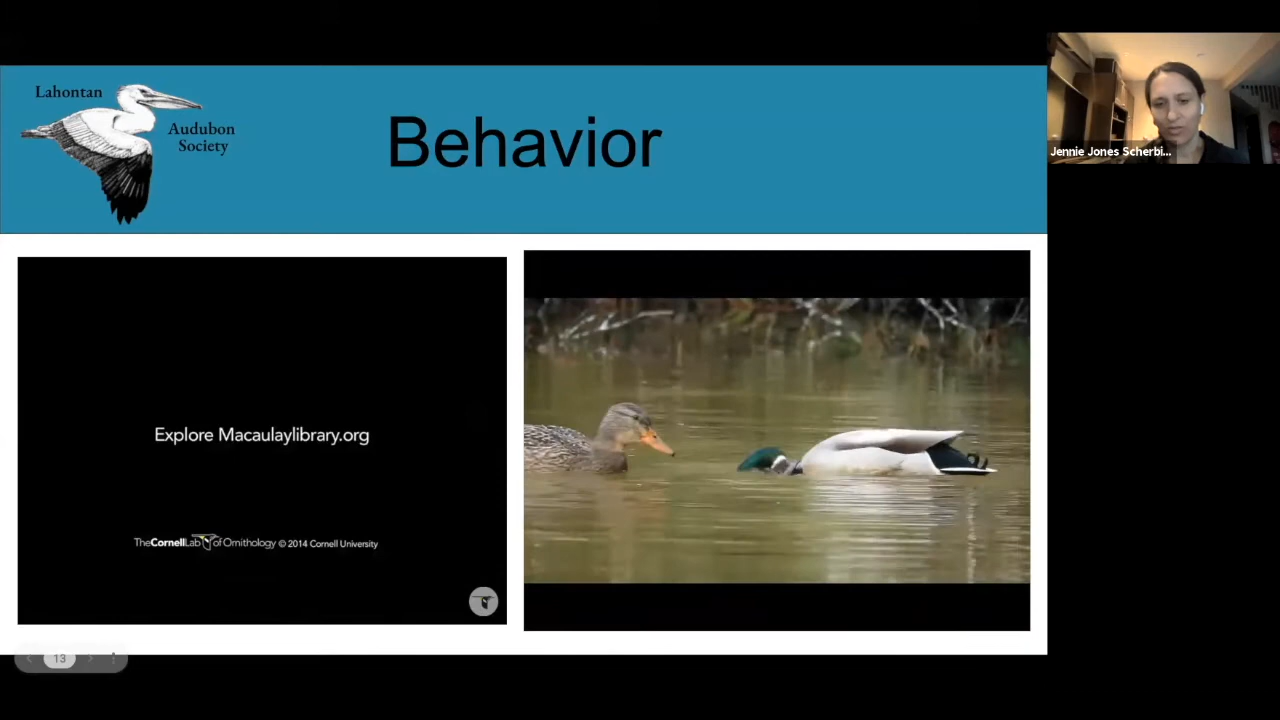 Lahontan
Audubon
Society
Behavior
Jennie Jones Scherbi...
Explore Macaulaylibrary.org
TheCornellLab of Ornithology © 2014 Cornell University
13